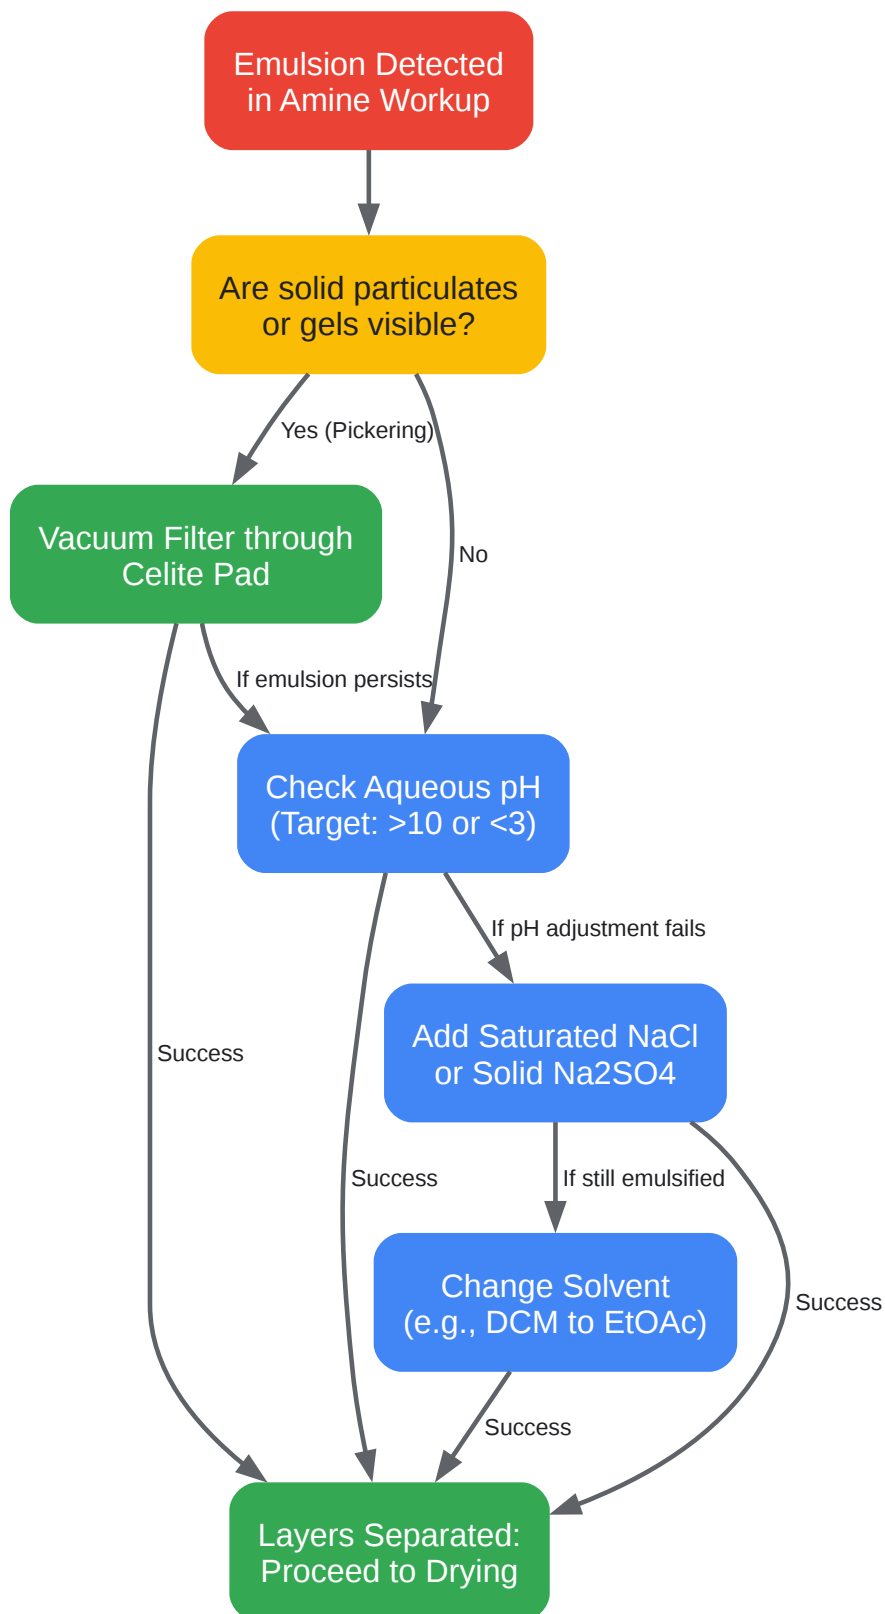 Emulsion Detected
in Amine Workup
Are solid particulates
or gels visible?
Yes (Pickering)
No
Vacuum Filter through
Celite Pad
If emulsion persists
Check Aqueous pH
(Target: >10 or <3)
If pH adjustment fails
Add Saturated NaCl
or Solid Na2SO4
Success
Success
If still emulsified
Change Solvent
(e.g., DCM to EtOAc)
Success
Success
Layers Separated:
Proceed to Drying